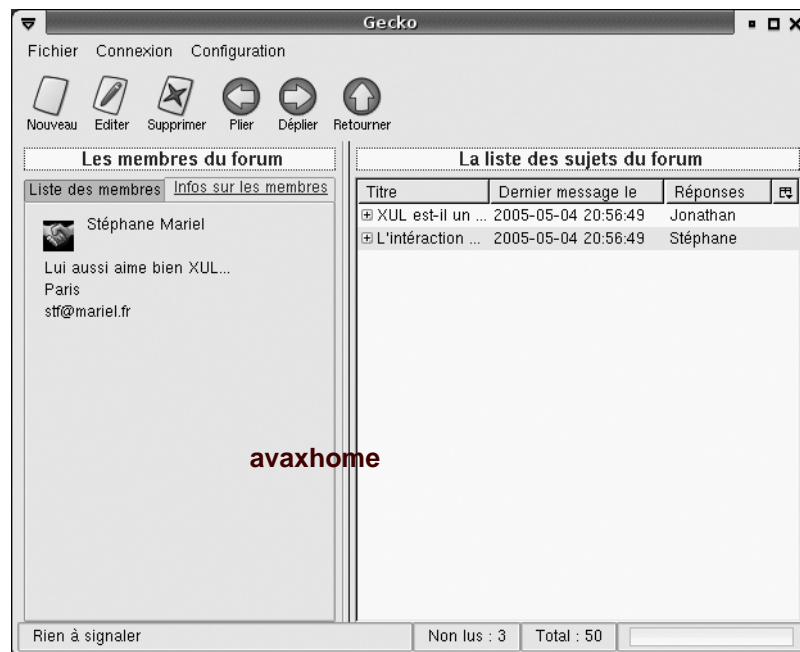 Gecko
Fichier Connexion Configuration
Nouveau Editer Supprimer Plier Déplier Retourner
Les membres du forum
Liste des membres Infos sur les membres
Stéphane Mariel
Lui aussi aime bien XUL...
Paris
stf@mariel.fr
La liste des sujets du forum
Titre Dernier message le Réponses
XUL est-il un ... 2005-05-04 20:56:49 Jonathan
L'intéraction ... 2005-05-04 20:56:49 Stéphane
avaxhome
Rien à signaler Non lus : 3 Total : 50